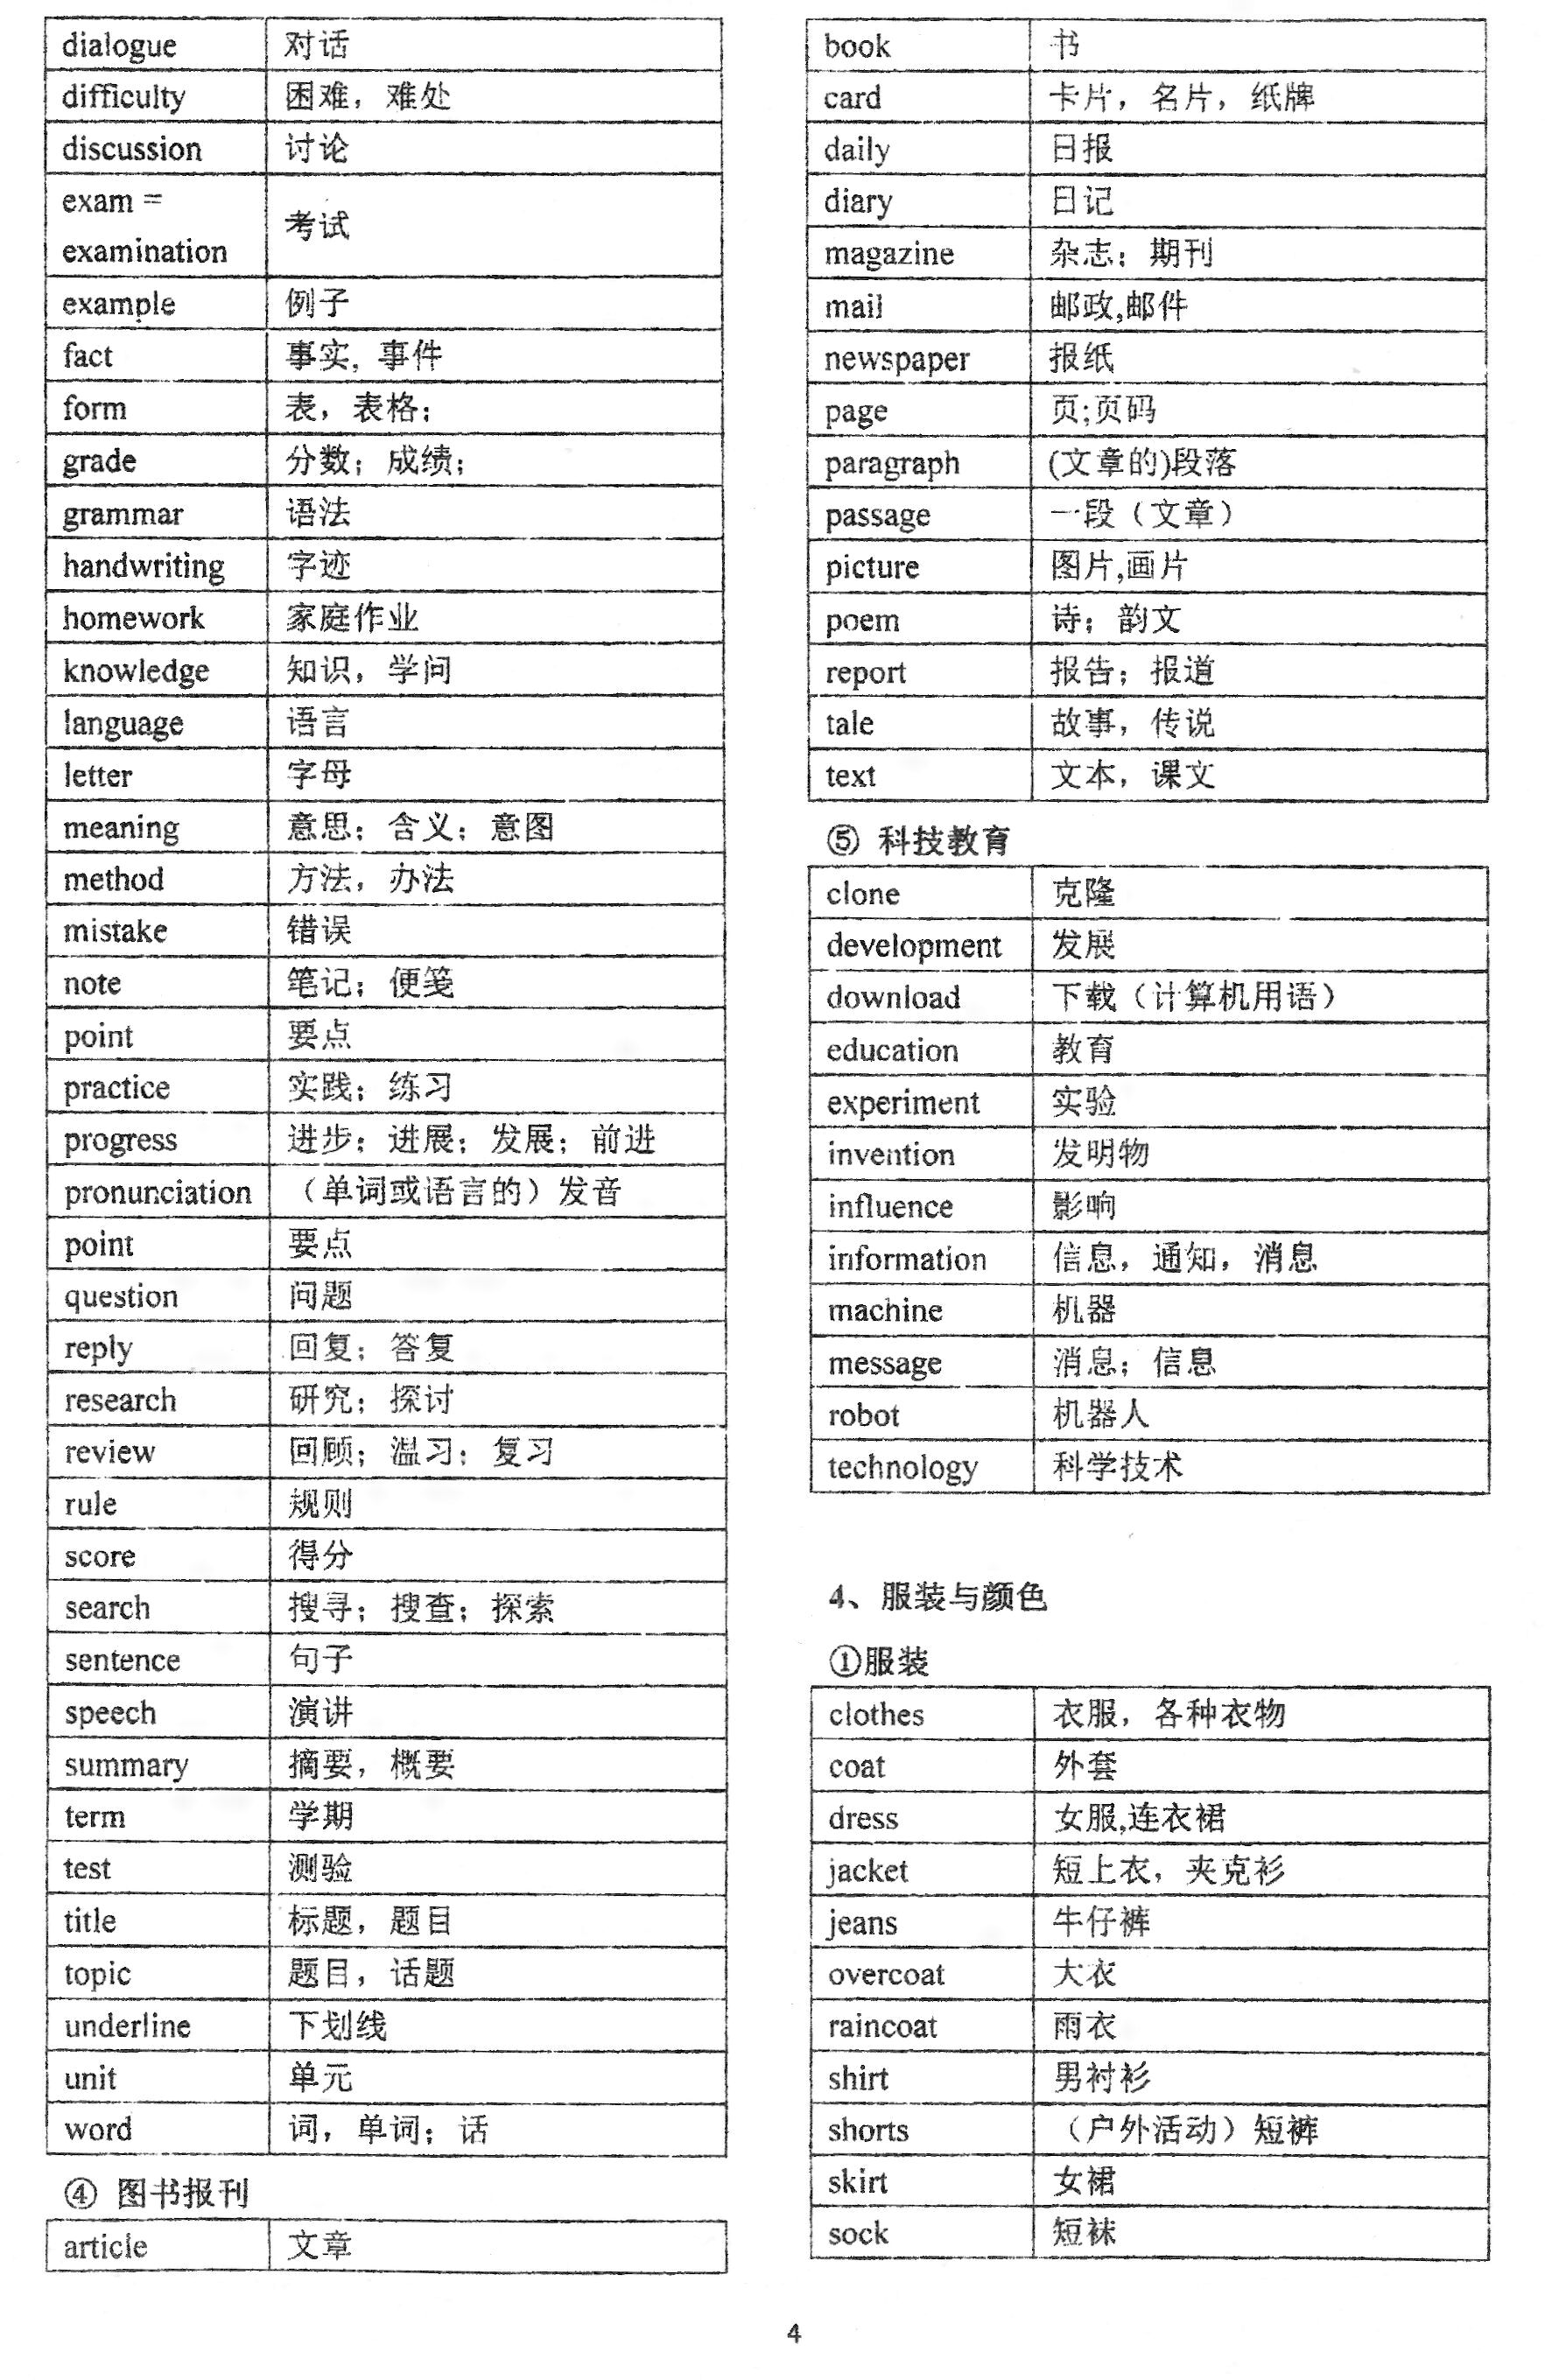 dialogue 对话
difficulty 困难，难处
discussion 讨论
exam =
examination 考试
example 例子
fact 事实, 事件
form 表，表格；
grade 分数；成绩；
grammar 语法
handwriting 字迹
homework 家庭作业
knowledge 知识，学问
language 语言
letter 字母
meaning 意思；含义；意图
method 方法，办法
mistake 错误
note 笔记；便笺
point 要点
practice 实践；练习
progress 进步；进展；发展；前进
pronunciation （单词或语言的）发音
point 要点
question 问题
reply 回复；答复
research 研究；探讨
review 回顾；温习；复习
rule 规则
score 得分
search 搜寻；搜查；探索
sentence 句子
speech 演讲
summary 摘要，概要
term 学期
test 测验
title 标题，题目
topic 题目，话题
underline 下划线
unit 单元
word 词，单词；话
④ 图书报刊
article 文章
book 书
card 卡片，名片，纸牌
daily 日报
diary 日记
magazine 杂志；期刊
mail 邮政,邮件
newspaper 报纸
page 页;页码
paragraph (文章的)段落
passage 一段（文章）
picture 图片,画片
poem 诗；韵文
report 报告；报道
tale 故事，传说
text 文本，课文
⑤ 科技教育
clone 克隆
development 发展
download 下载（计算机用语）
education 教育
experiment 实验
invention 发明物
influence 影响
information 信息，通知，消息
machine 机器
message 消息；信息
robot 机器人
technology 科学技术
4、服装与颜色
①服装
clothes 衣服，各种衣物
coat 外套
dress 女服,连衣裙
jacket 短上衣，夹克衫
jeans 牛仔裤
overcoat 大衣
raincoat 雨衣
shirt 男衬衫
shorts （户外活动）短裤
skirt 女裙
sock 短袜
4